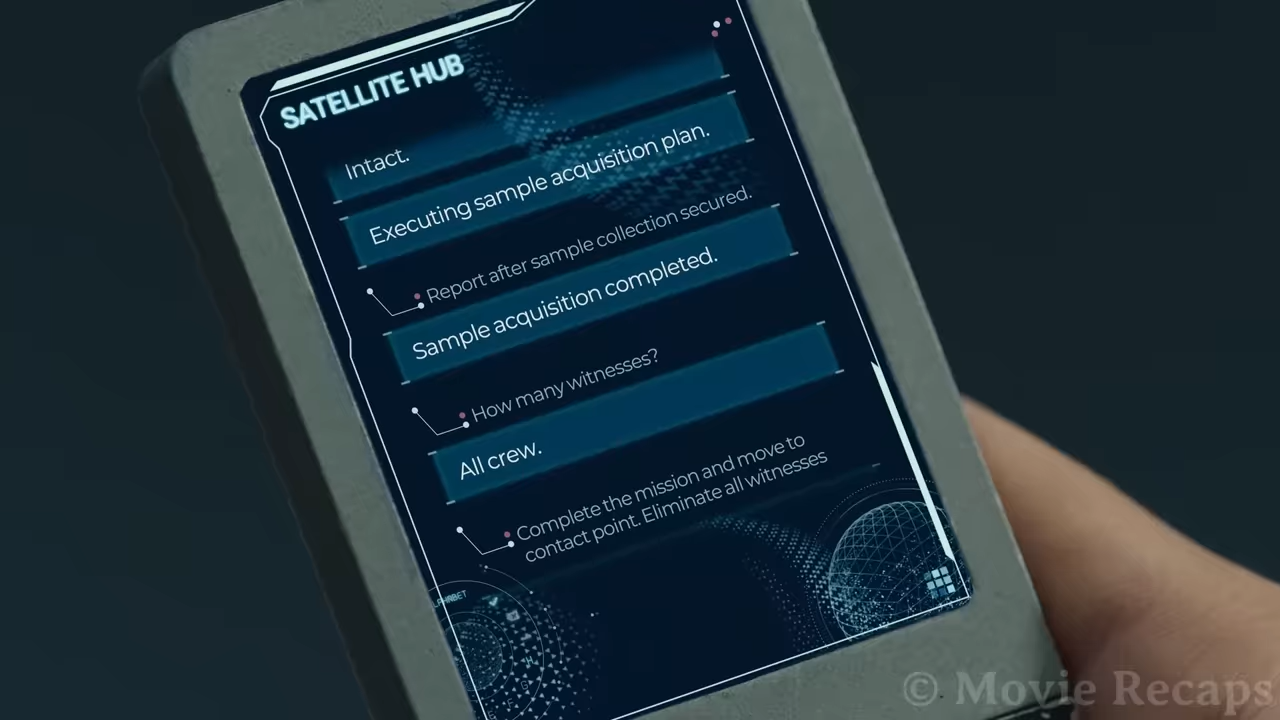 SATELLITE HUB
Intact.
Executing sample acquisition plan.
Report after sample collection secured.
Sample acquisition completed.
How many witnesses?
All crew.
Complete the mission and move to
contact point. Eliminate all witnesses
© Movie Recaps